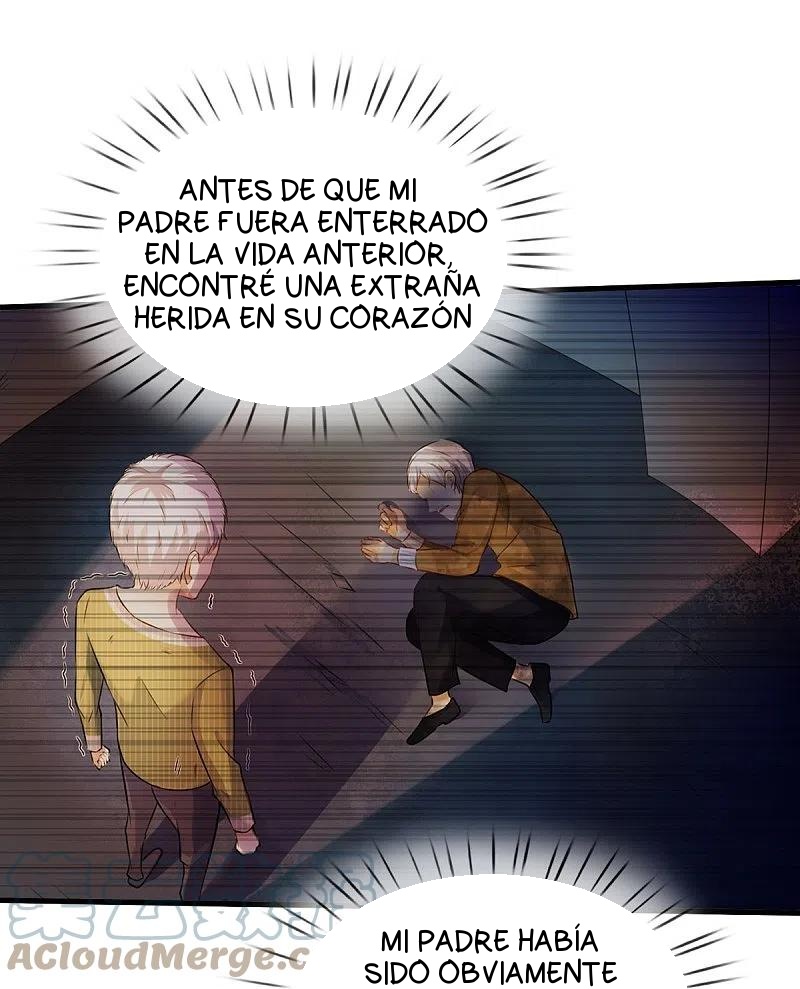 ANTES DE QUE MI
PADRE FUERA ENTERRADO
EN LA VIDA ANTERIOR,
ENCONTRÉ UNA EXTRAÑA
HERIDA EN SU CORAZÓN
ACloudMerge.c
MI PADRE HABÍA
SIDO OBVIAMENTE